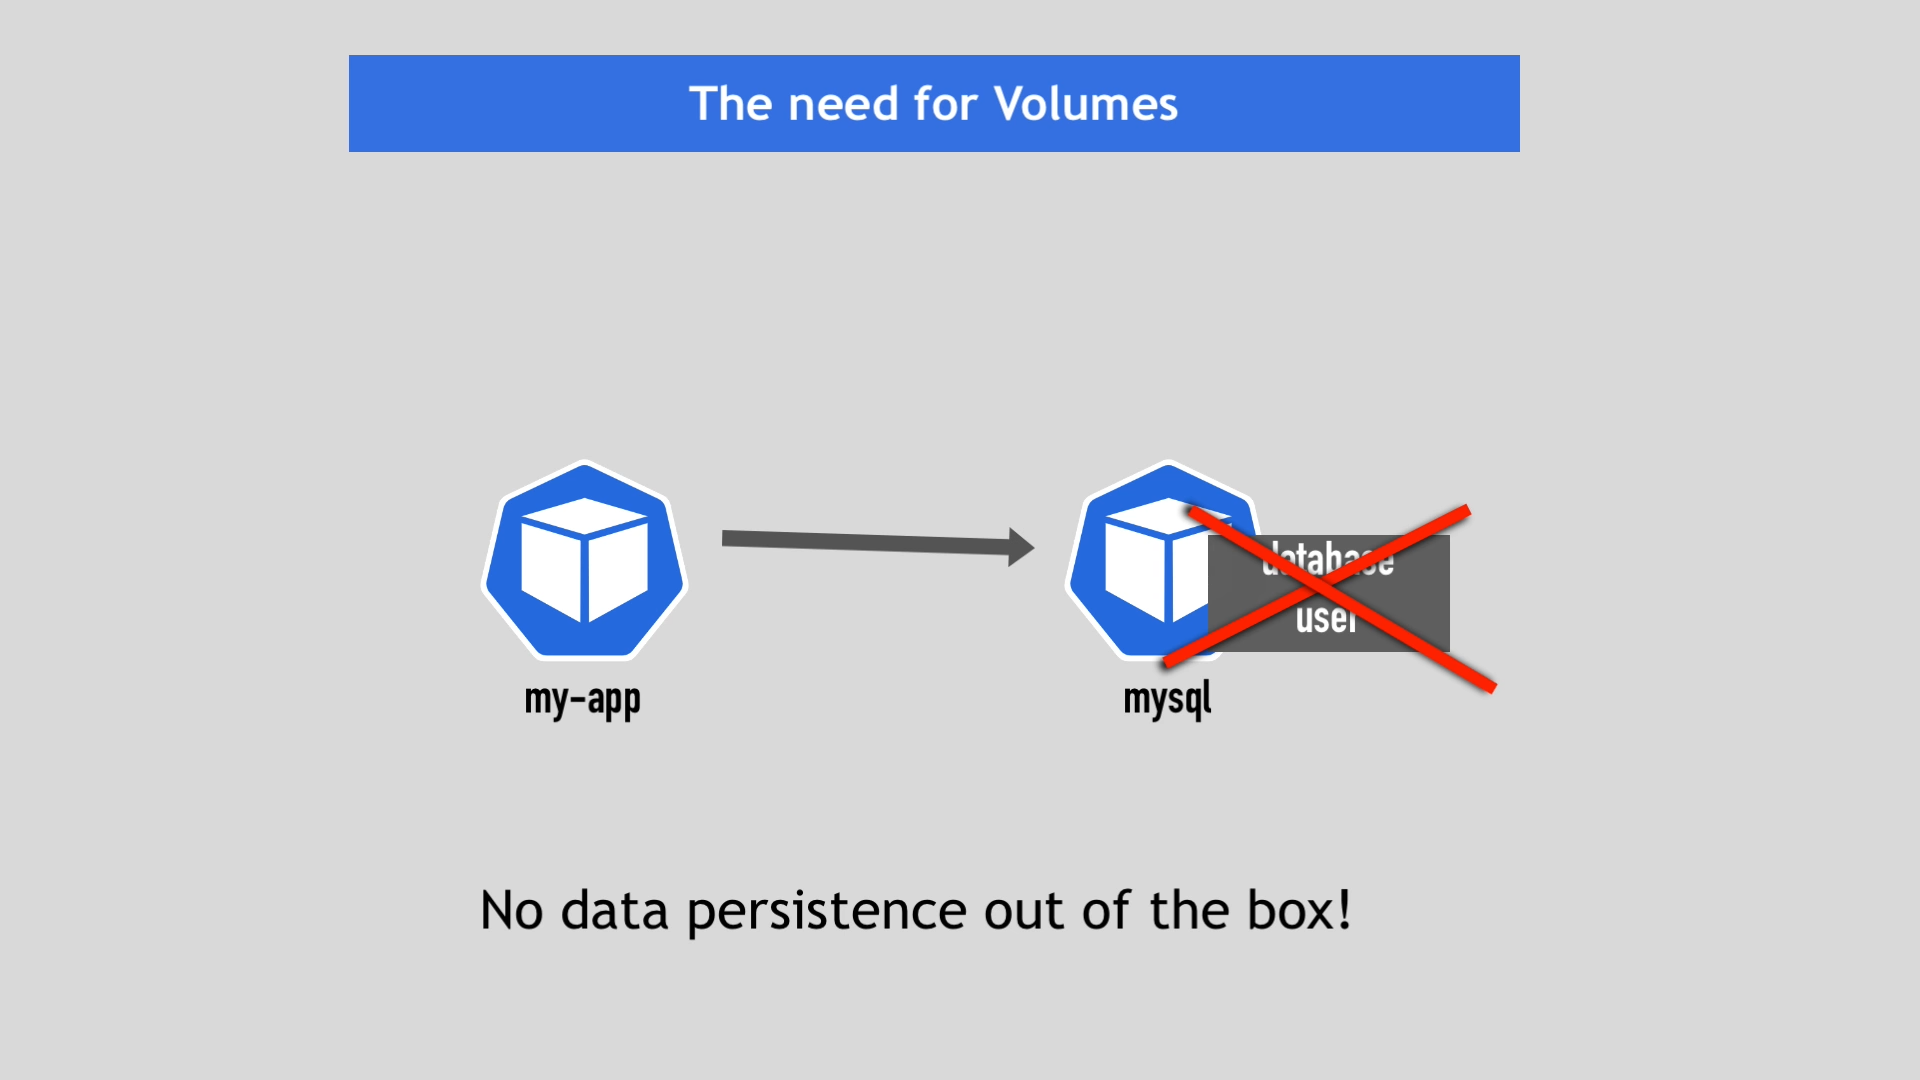 The need for Volumes
database
user
my-app
mysql
No data persistence out of the box!